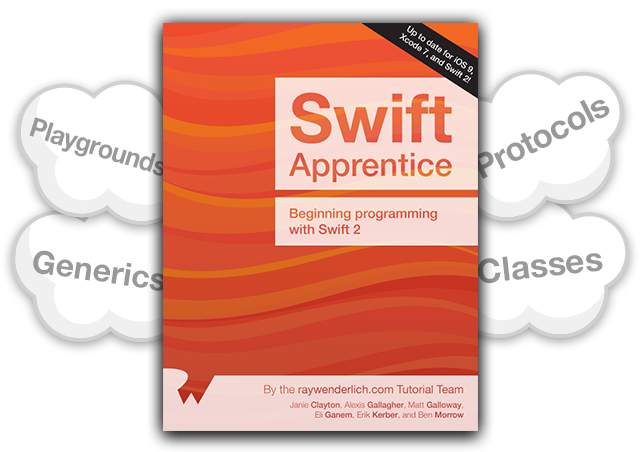 Up to date for iOS 9,
Xcode 7, and Swift 2!
Playgrounds
Protocols
Swift
Apprentice
Beginning programming
with Swift 2
Generics
Classes
By the raywenderlich.com Tutorial Team
Janie Clayton, Alexis Gallagher, Matt Galloway,
Eli Ganem, Erik Kerber, and Ben Morrow